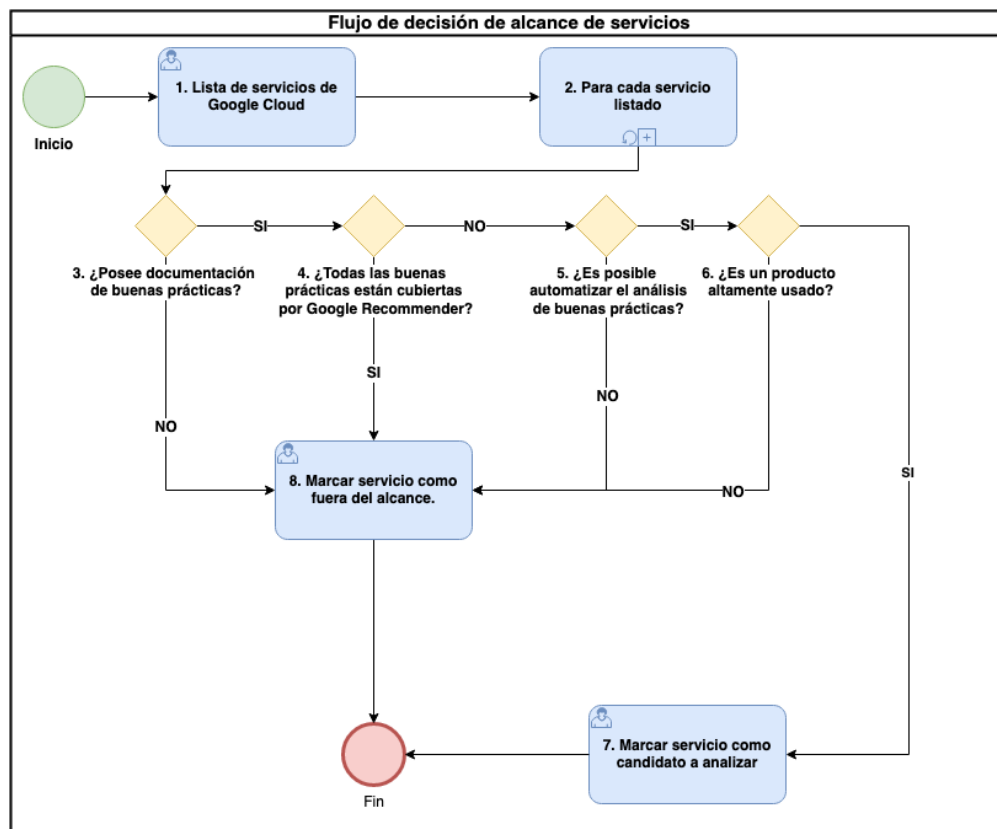 Flujo de decisión de alcance de servicios
Inicio
1. Lista de servicios de
Google Cloud
2. Para cada servicio
listado
SI
NO
SI
3. ¿Posee documentación
de buenas prácticas?
4. ¿Todas las buenas
prácticas están cubiertas
por Google Recommender?
5. ¿Es posible
automatizar el análisis
de buenas prácticas?
6. ¿Es un producto
altamente usado?
SI
NO
NO
SI
NO
8. Marcar servicio como
fuera del alcance.
7. Marcar servicio como
candidato a analizar
Fin